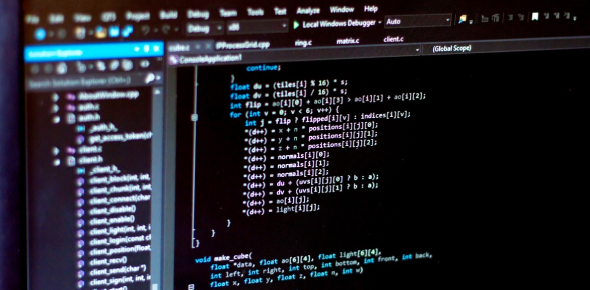 File Edit View GIT Project Build Debug Team Tools Test Analyze Window Help
Debug x86 Local Windows Debugger Auto
Solution Explorer
cube.c IFProcessGrid.cpp ring.c matrix.c client.c
Search Solution Explorer (Ctrl+;)
ConsoleApplication1 (Global Scope)
AboutWindow.cpp
auth.c
auth.h
_auth_h_
get_access_token(char
client.c
client.h
_client_h_
client_block(int, int,
client_chunk(int, int,
client_connect(char
client_disable()
client_enable()
client_light(int, int, i
client_login(const c
client_position(float
client_recv()
client_send(char *)
client_sign(int, int, int
continue;
}
float du = (tiles[i] % 16) * s;
float dv = (tiles[i] / 16) * s;
int flip = ao[i][0] + ao[i][3] > ao[i][1] + ao[i][2];
for (int v = 0; v < 6; v++) {
int j = flip ? flipped[i][v] : indices[i][v];
*(d++) = x + n * positions[i][j][0];
*(d++) = y + n * positions[i][j][1];
*(d++) = z + n * positions[i][j][2];
*(d++) = normals[i][0];
*(d++) = normals[i][1];
*(d++) = normals[i][2];
*(d++) = du + (uvs[i][j][0] ? b : a);
*(d++) = dv + (uvs[i][j][1] ? b : a);
*(d++) = ao[i][j];
*(d++) = light[i][j];
}
}
}
void make_cube(
float *data, float ao[6][4], float light[6][4],
int left, int right, int top, int bottom, int front, int back,
float x, float y, float z, float n, int w)